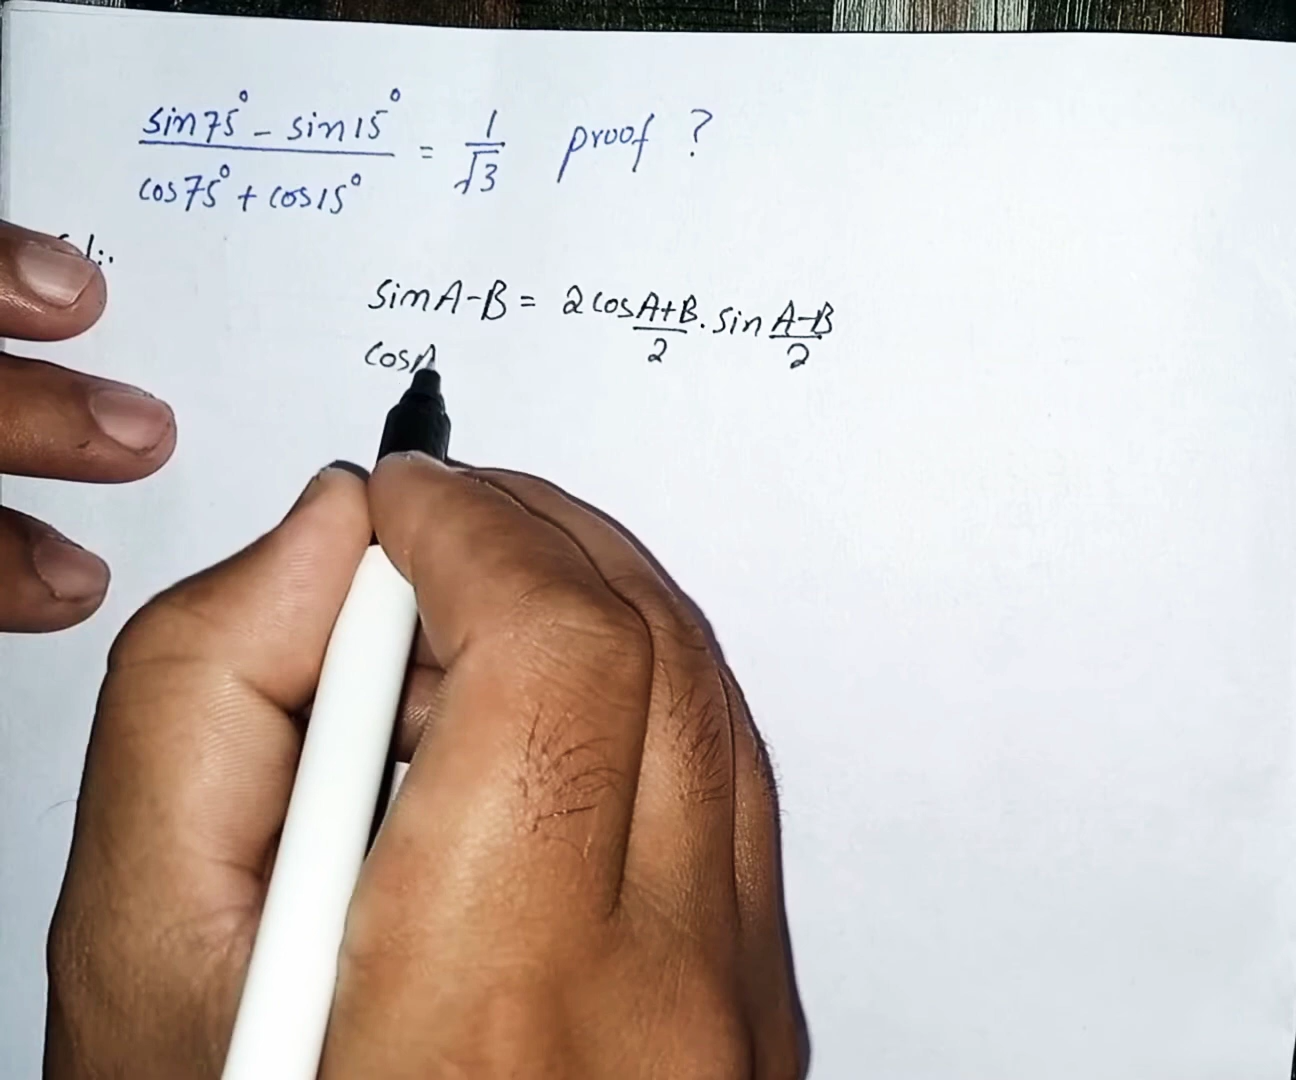 sin75° - sin15° / cos75° + cos15° = 1/√3 proof ?
sinA-B = 2cos A+B/2 . sin A-B/2
cosA